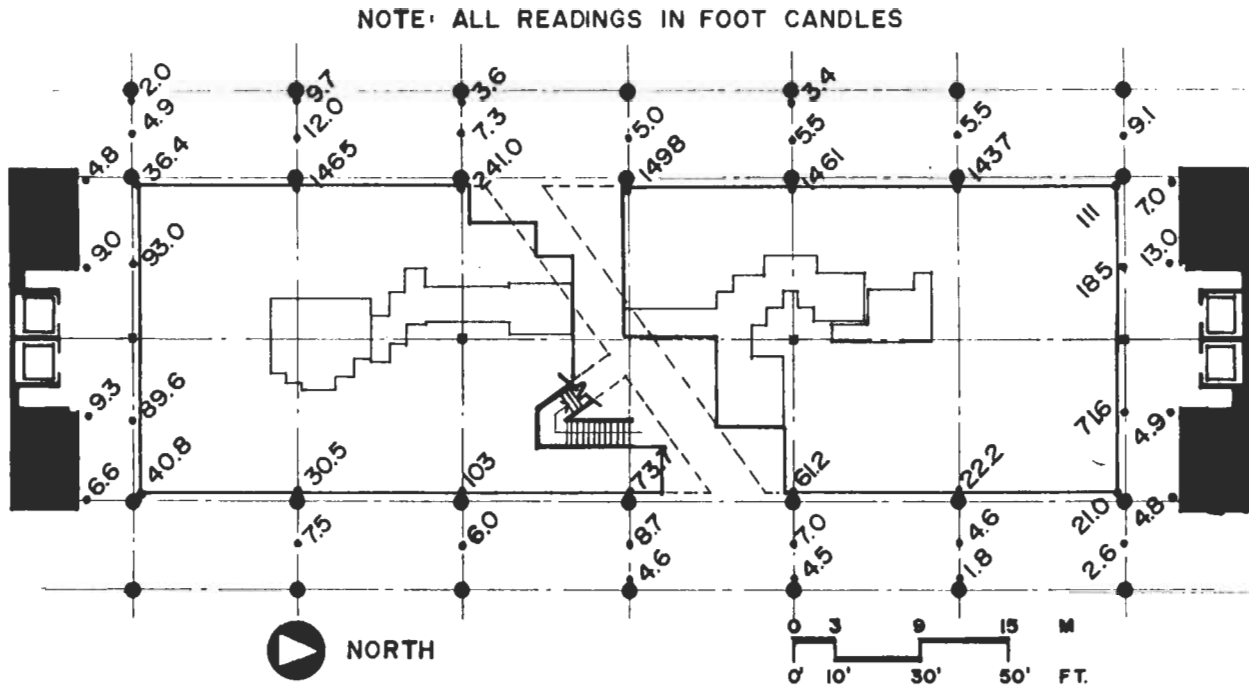 NOTE: ALL READINGS IN FOOT CANDLES
2.0 9.7 3.6 3.4
4.9 12.0 7.3 5.0 5.5 5.5 9.1
4.8 36.4 1465 241.0 1498 1461 1437 111 7.0
9.0 93.0 185 13.0
9.3 89.6 71.6 4.9
6.6 40.8 30.5 103 73.7 61.2 22.2 21.0 4.8
7.5 6.0 8.7 7.0 4.6 2.6
4.6 4.5 1.8
NORTH
0 3 9 15 M
0' 10' 30' 50' FT.